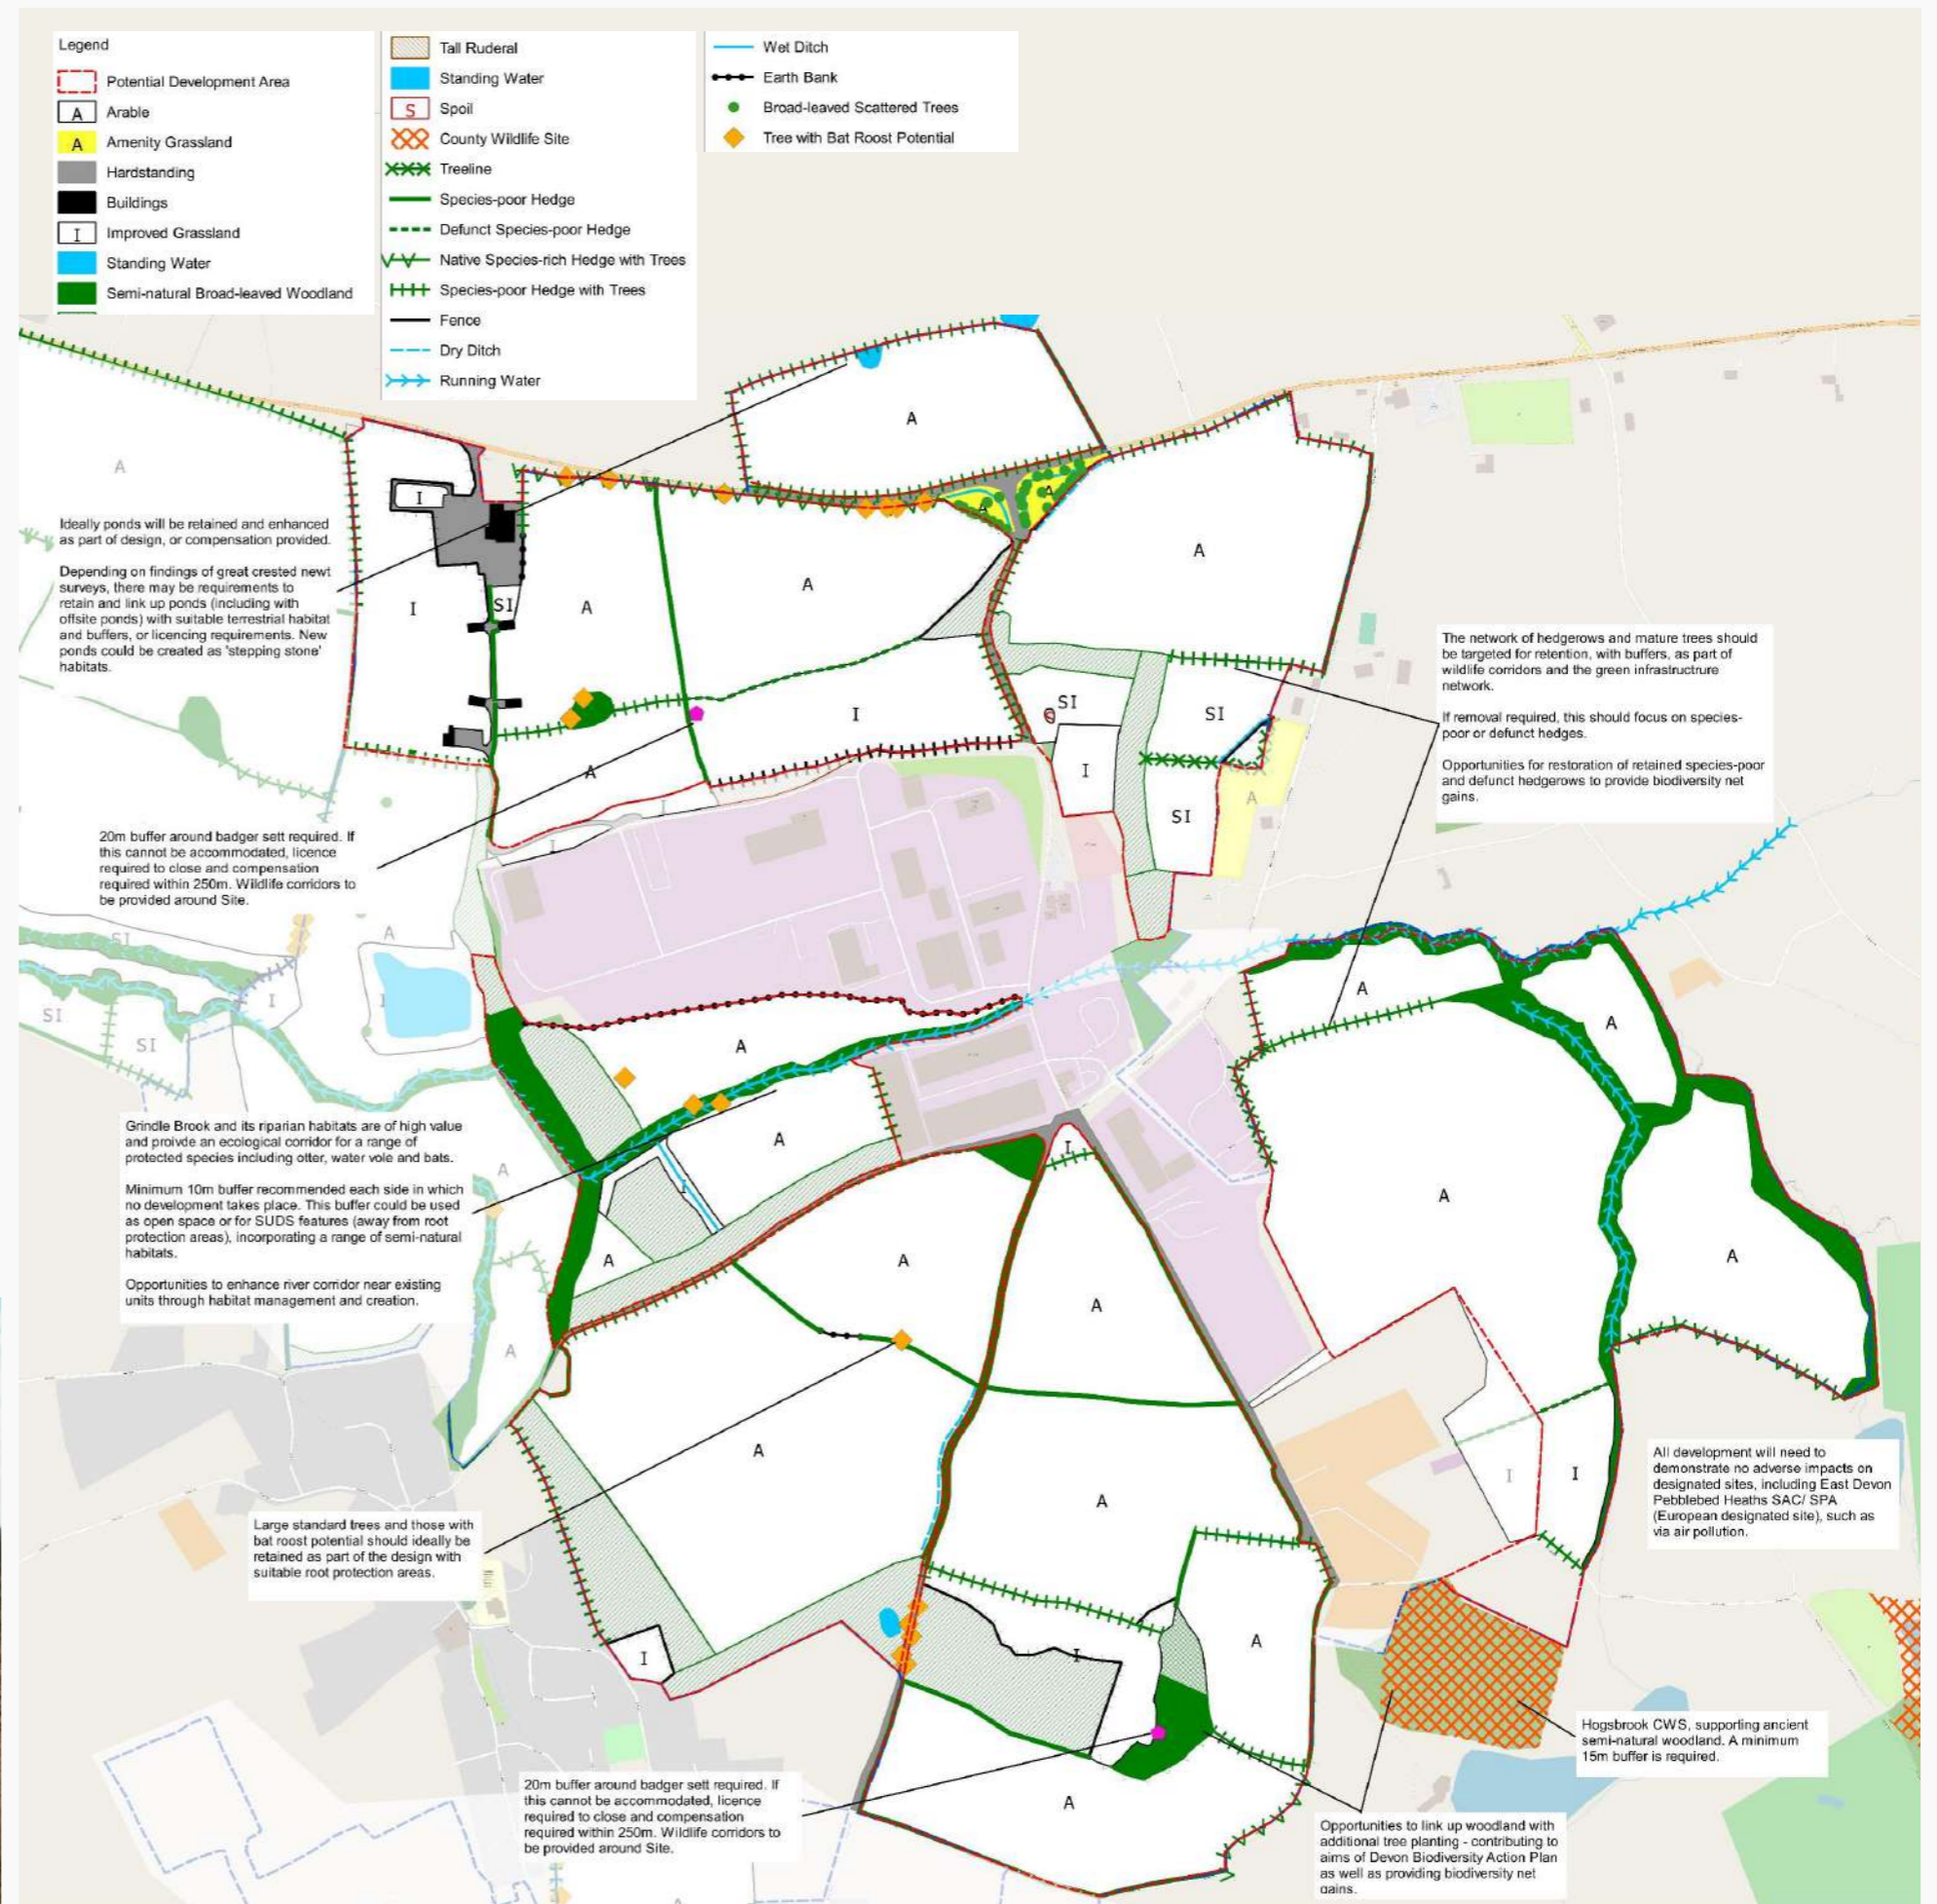 Legend
Potential Development Area
A Arable
A Amenity Grassland
Hardstanding
Buildings
I Improved Grassland
Standing Water
Semi-natural Broad-leaved Woodland
Tall Ruderal
Standing Water
S Spoil
County Wildlife Site
Treeline
Species-poor Hedge
Defunct Species-poor Hedge
Native Species-rich Hedge with Trees
Species-poor Hedge with Trees
Fence
Dry Ditch
Running Water
Wet Ditch
Earth Bank
Broad-leaved Scattered Trees
Tree with Bat Roost Potential
A
A
I
A
A
A
A
I
SI
A
I
SI
SI
I
A
I
I
SI
A
A
Ideally ponds will be retained and enhanced
as part of design, or compensation provided.
Depending on findings of great crested newt
surveys, there may be requirements to
retain and link up ponds (including with
offsite ponds) with suitable terrestrial habitat
and buffers, or licencing requirements. New
ponds could be created as 'stepping stone'
habitats.
The network of hedgerows and mature trees should
be targeted for retention, with buffers, as part of
wildlife corridors and the green infrastructrure
network.
If removal required, this should focus on species-
poor or defunct hedges.
Opportunities for restoration of retained species-poor
and defunct hedgerows to provide biodiversity net
gains.
20m buffer around badger sett required. If
this cannot be accommodated, licence
required to close and compensation
required within 250m. Wildlife corridors to
be provided around Site.
SI
A
I
I
SI
SI
A
A
A
A
Grindle Brook and its riparian habitats are of high value
and proivde an ecological corridor for a range of
protected species including otter, water vole and bats.
Minimum 10m buffer recommended each side in which
no development takes place. This buffer could be used
as open space or for SUDS features (away from root
protection areas), incorporating a range of semi-natural
habitats.
Opportunities to enhance river corridor near existing
units through habitat management and creation.
A
I
I
A
A
A
A
A
A
A
A
A
I
I
All development will need to
demonstrate no adverse impacts on
designated sites, including East Devon
Pebblebed Heaths SAC/ SPA
(European designated site), such as
via air pollution.
Large standard trees and those with
bat roost potential should ideally be
retained as part of the design with
suitable root protection areas.
I
I
A
A
Hogsbrook CWS, supporting ancient
semi-natural woodland. A minimum
15m buffer is required.
20m buffer around badger sett required. If
this cannot be accommodated, licence
required to close and compensation
required within 250m. Wildlife corridors to
be provided around Site.
Opportunities to link up woodland with
additional tree planting - contributing to
aims of Devon Biodiversity Action Plan
as well as providing biodiversity net
gains.